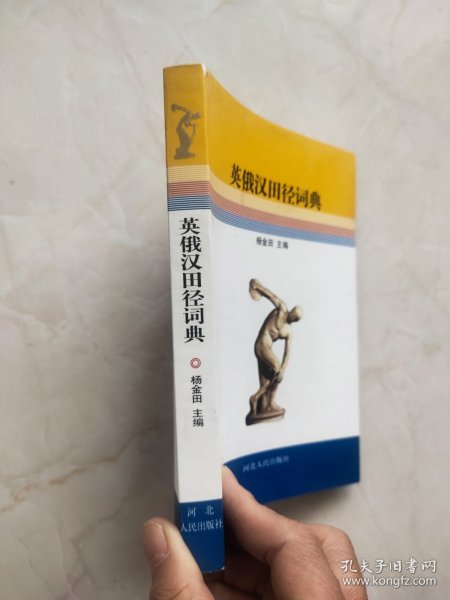 英俄汉田径词典
杨金田 主编
河北
人民出版社
英俄汉田径词典
杨金田 主编
河北人民出版社
孔夫子旧书网
www.kongfz.com